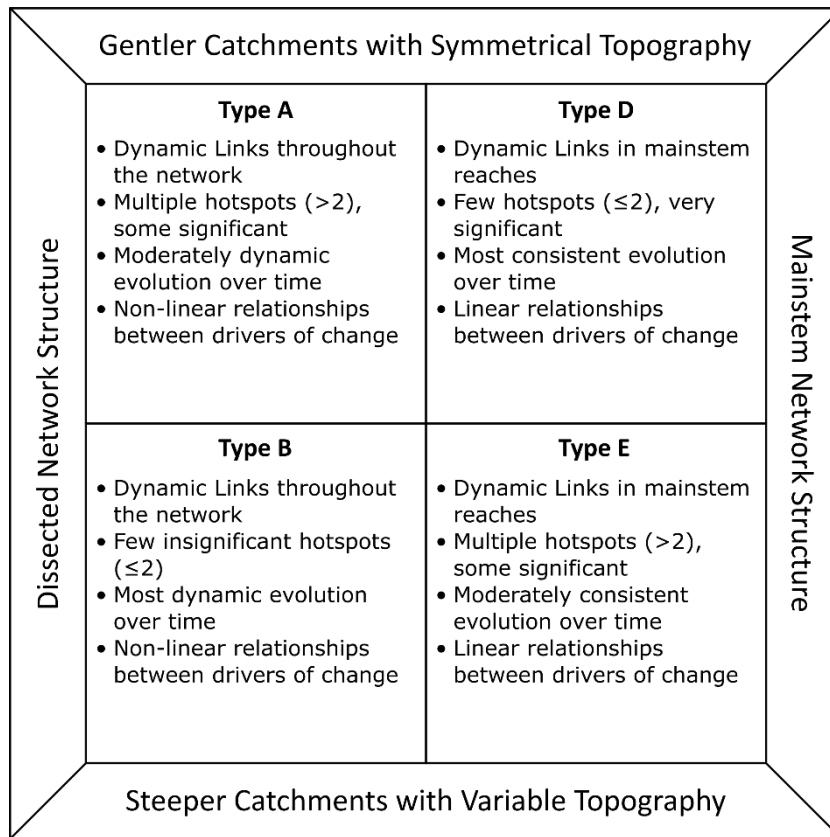 Gentler Catchments with Symmetrical Topography
Dissected Network Structure
Type A
• Dynamic Links throughout
the network
• Multiple hotspots (>2),
some significant
• Moderately dynamic
evolution over time
• Non-linear relationships
between drivers of change
Type D
• Dynamic Links in mainstem
reaches
• Few hotspots (≤2), very
significant
• Most consistent evolution
over time
• Linear relationships
between drivers of change
Mainstem Network Structure
Type B
• Dynamic Links throughout
the network
• Few insignificant hotspots
(≤2)
• Most dynamic evolution
over time
• Non-linear relationships
between drivers of change
Type E
• Dynamic Links in mainstem
reaches
• Multiple hotspots (>2),
some significant
• Moderately consistent
evolution over time
• Linear relationships
between drivers of change
Steeper Catchments with Variable Topography